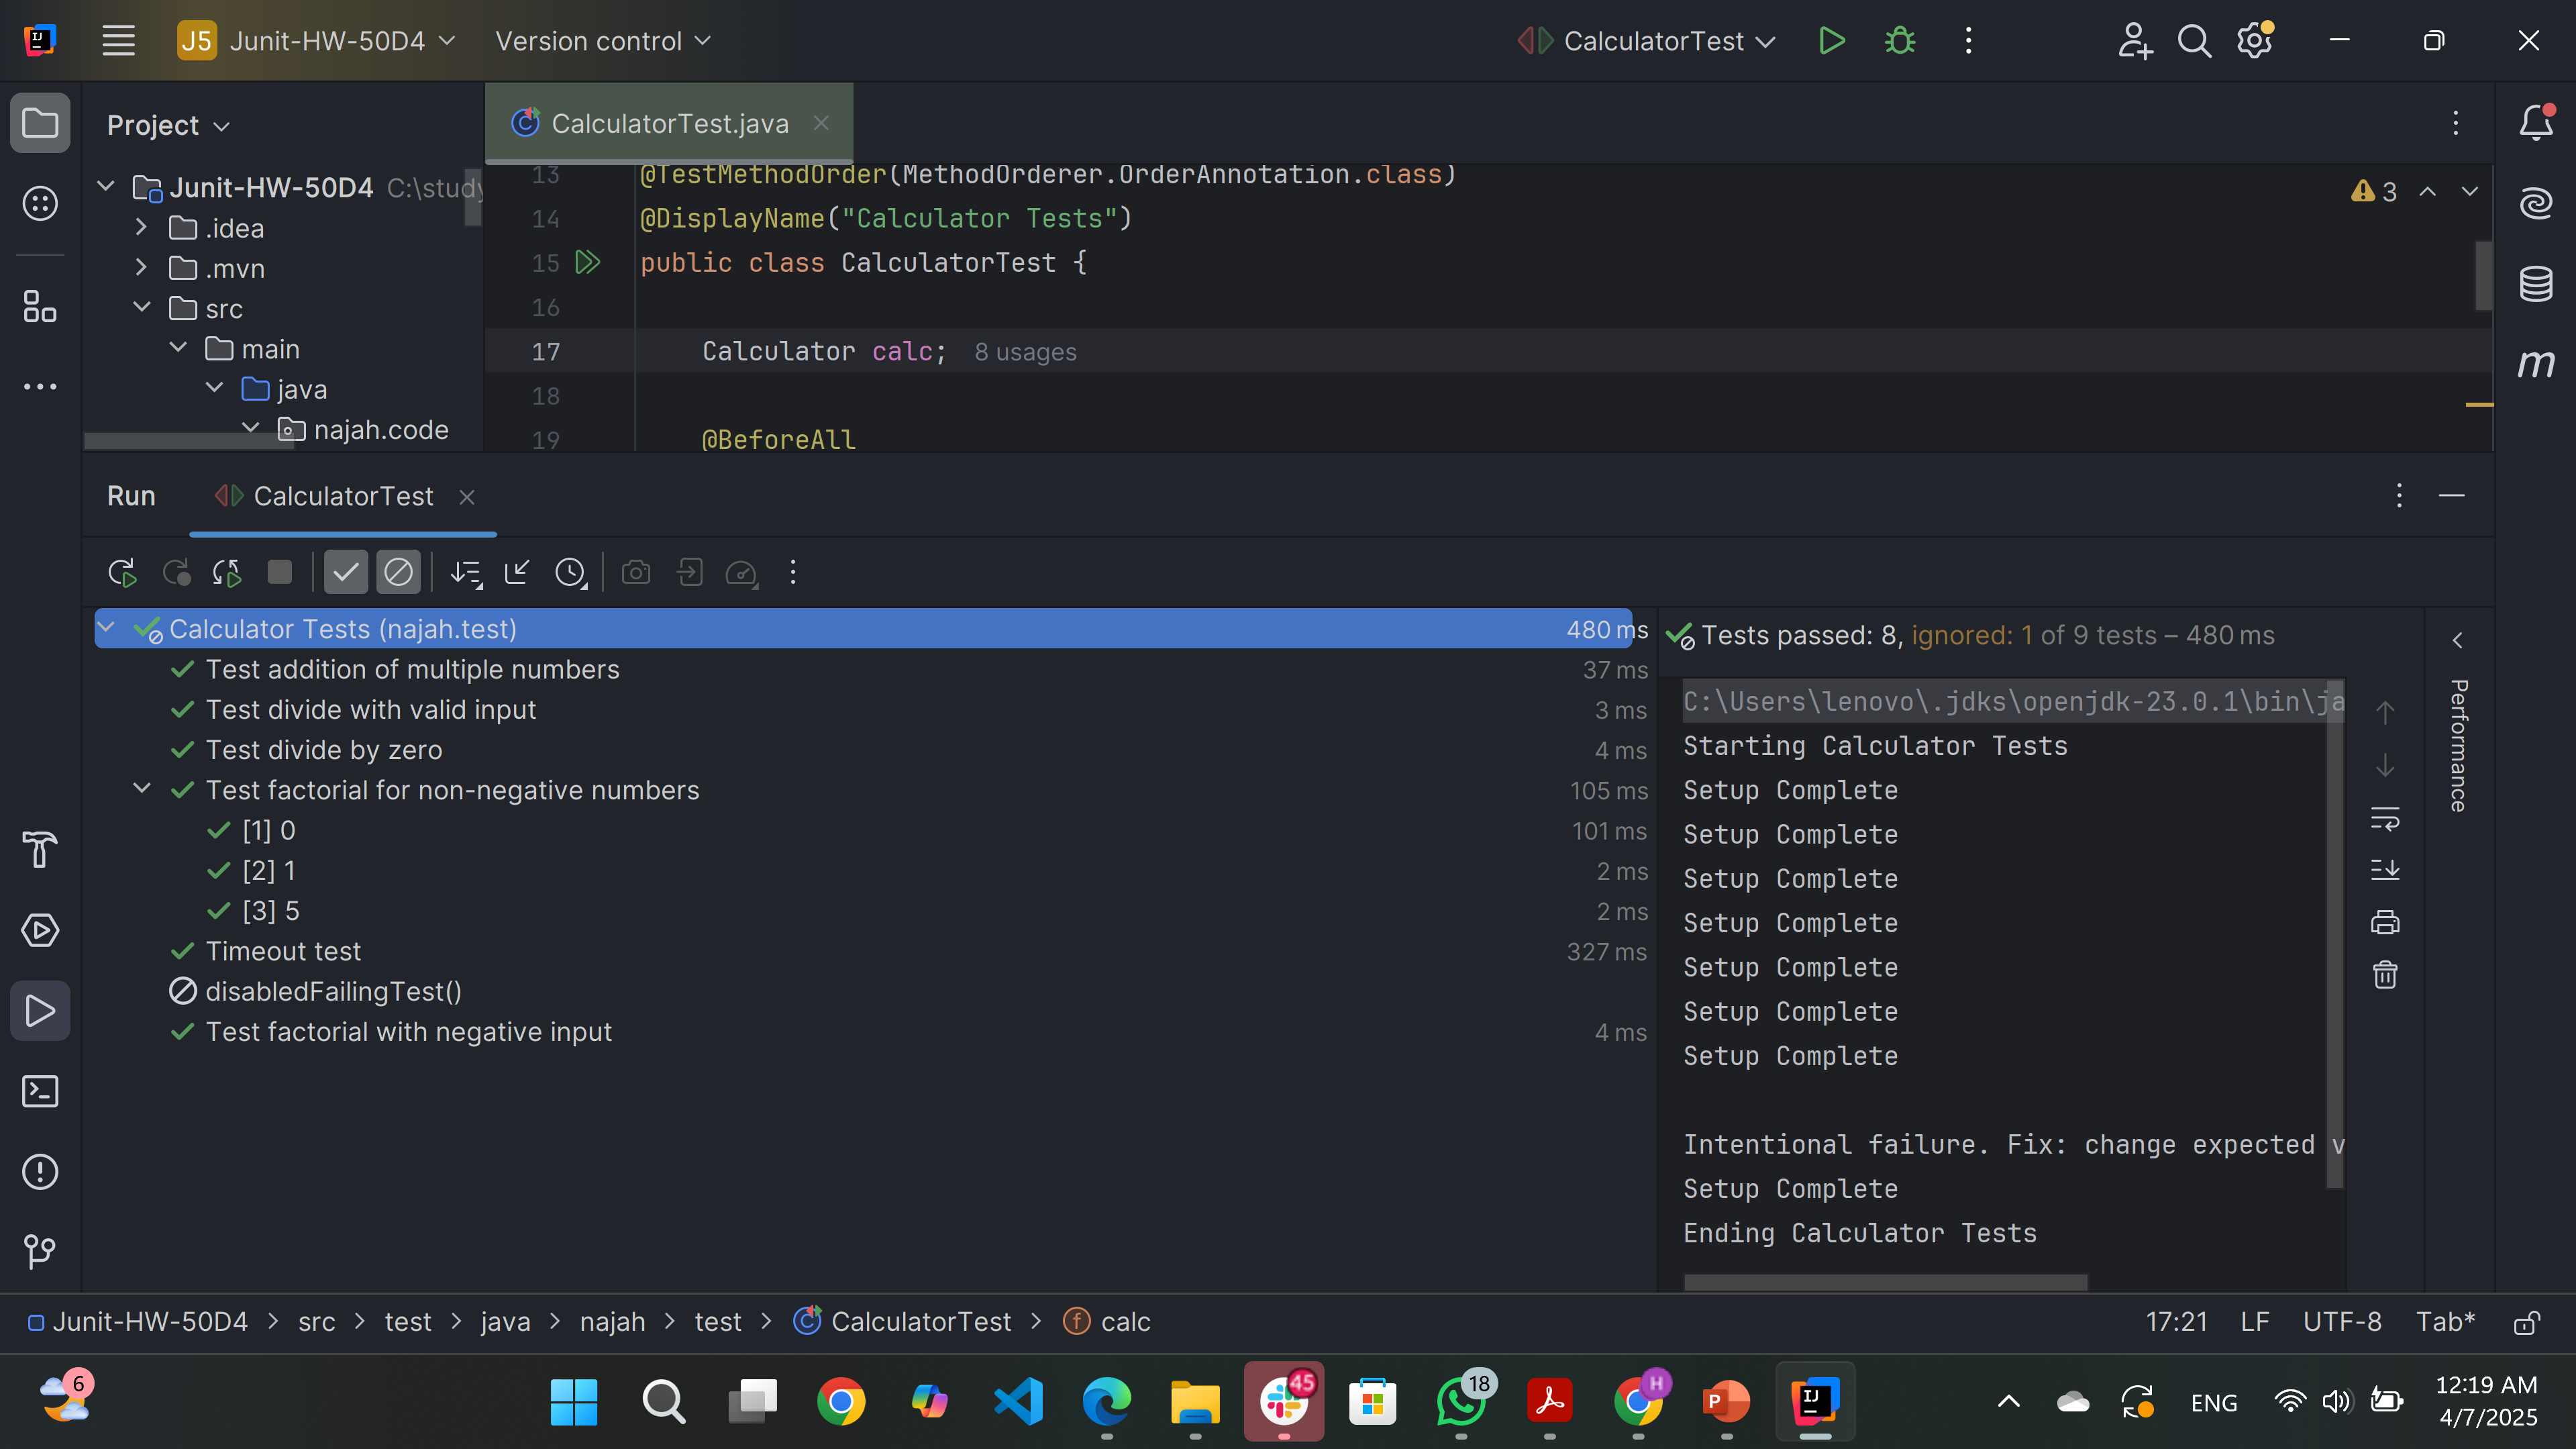 J5 Junit-HW-50D4 Version control CalculatorTest
Project
CalculatorTest.java
Junit-HW-50D4 C:\study
.idea
.mvn
src
main
java
najah.code
3
13 @TestMethodOrder(MethodOrderer.OrderAnnotation.class)
14 @DisplayName("Calculator Tests")
15 public class CalculatorTest {
16
17 Calculator calc; 8 usages
18
19 @BeforeAll
Run CalculatorTest
Calculator Tests (najah.test) 480 ms
Test addition of multiple numbers 37 ms
Test divide with valid input 3 ms
Test divide by zero 4 ms
Test factorial for non-negative numbers 105 ms
[1] 0 101 ms
[2] 1 2 ms
[3] 5 2 ms
Timeout test 327 ms
disabledFailingTest()
Test factorial with negative input 4 ms
Tests passed: 8, ignored: 1 of 9 tests – 480 ms
C:\Users\lenovo\.jdks\openjdk-23.0.1\bin\ja
Starting Calculator Tests
Setup Complete
Setup Complete
Setup Complete
Setup Complete
Setup Complete
Setup Complete
Setup Complete
Intentional failure. Fix: change expected v
Setup Complete
Ending Calculator Tests
Performance
m
Junit-HW-50D4 > src > test > java > najah > test > CalculatorTest > calc
17:21 LF UTF-8 Tab*
6
45
18
H
ENG
12:19 AM
4/7/2025